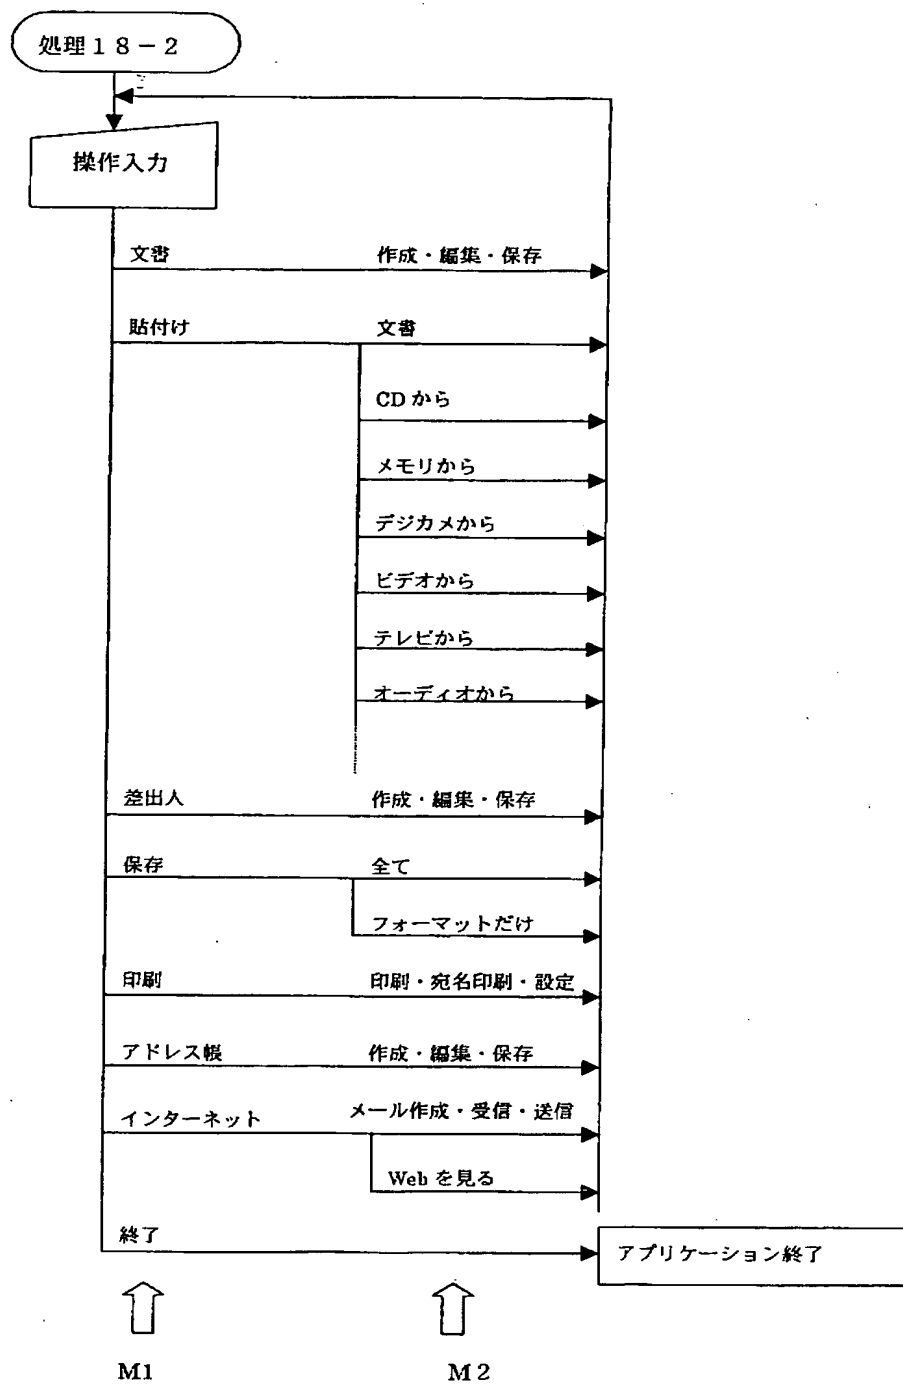 処理18-2
操作入力
文書 作成・編集・保存
貼付け 文書
CDから
メモリから
デジカメから
ビデオから
テレビから
オーディオから
差出人 作成・編集・保存
保存 全て
フォーマットだけ
印刷 印刷・宛名印刷・設定
アドレス帳 作成・編集・保存
インターネット メール作成・受信・送信
Webを見る
終了 アプリケーション終了
M1 M2